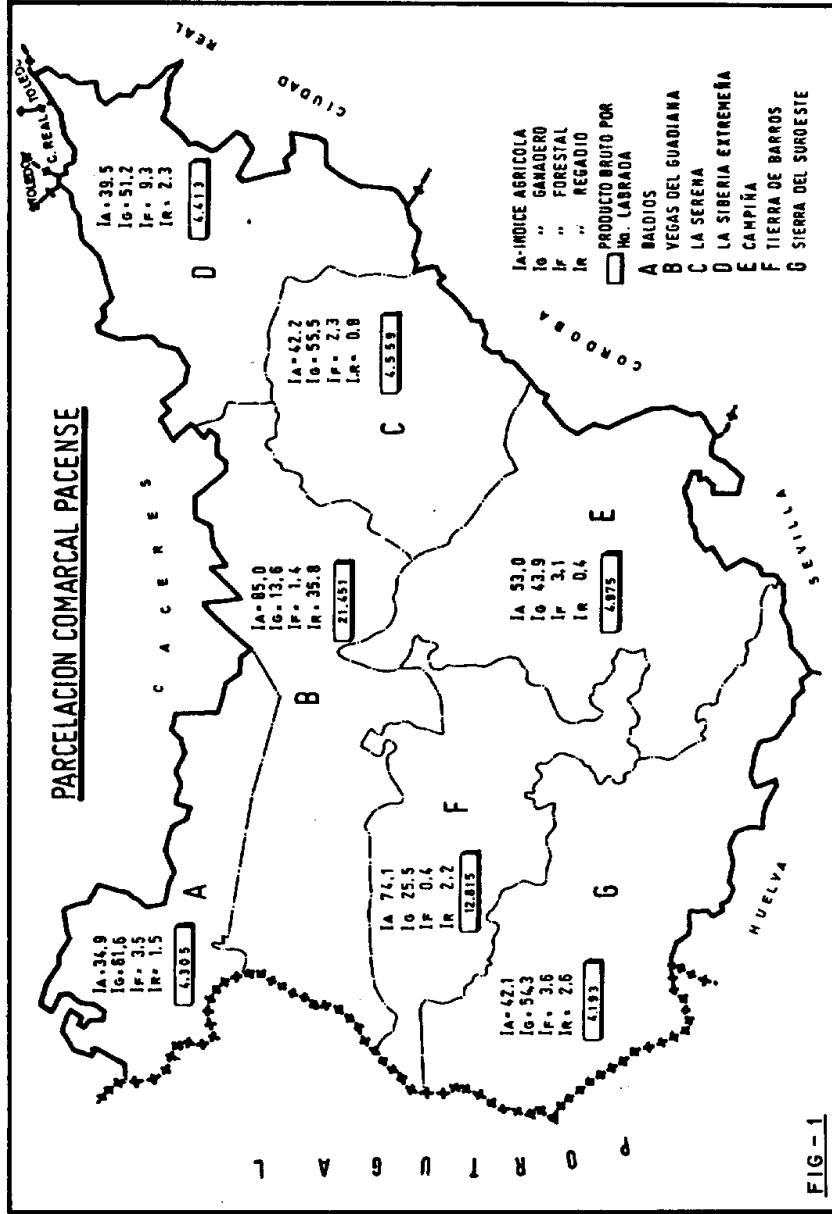 PARCELACION COMARCAL PACENSE
CACERES
TOLEDO
C. REAL
TOLEDO
CIUDAD REAL
CORDOBA
SEVILLA
HUELVA
PORTUGAL
IA=34,9
IG=61,6
IF= 3,5
IR= 1,5
4.305
A
IA=85,0
IG=13,6
IF= 1,4
IR=35,8
21.451
B
IA=42,2
IG=55,5
IF= 2,3
IR= 0,8
4.559
C
IA=39,5
IG=51,2
IF= 9,3
IR= 2,3
4.413
D
IA 53,0
IG 43,9
IF 3,1
IR 0,4
4.975
E
IA 74,1
IG 25,5
IF 0,4
IR 2,2
12.815
F
IA=42,1
IG=54,3
IF= 3,6
IR= 2,6
4.193
G
IA-INDICE AGRICOLA
IG „ GANADERO
IF „ FORESTAL
IR „ REGADIO
PRODUCTO BRUTO POR
Ha. LABRADA
A BALDIOS
B VEGAS DEL GUADIANA
C LA SERENA
D LA SIBERIA EXTREMEÑA
E CAMPIÑA
F TIERRA DE BARROS
G SIERRA DEL SUROESTE
FIG-1